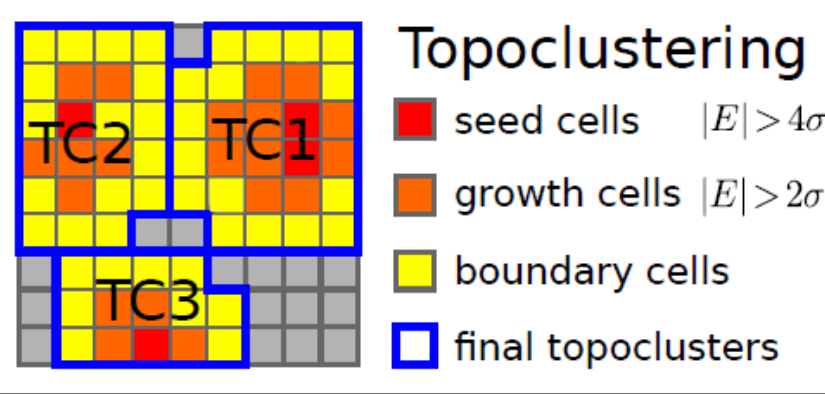 Topoclustering
seed cells |E| > 4σ
growth cells |E| > 2σ
boundary cells
final topoclusters
TC2 TC1
TC3